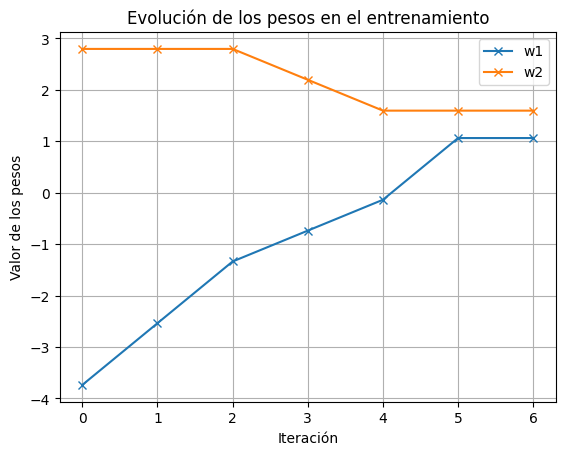 Evolución de los pesos en el entrenamiento
w1
w2
Valor de los pesos
3
2
1
0
−1
−2
−3
−4
0 1 2 3 4 5 6
Iteración